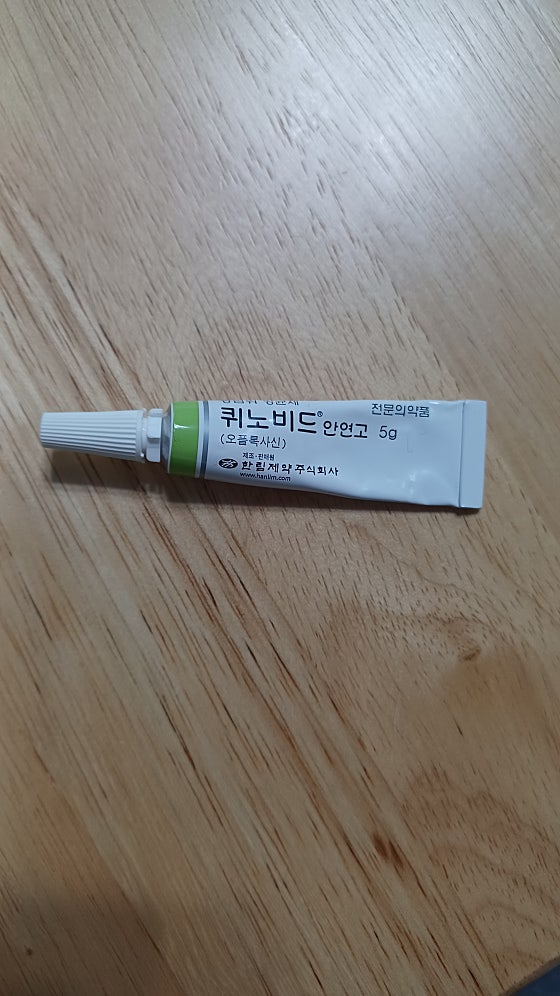 전문의약품
퀴노비드® 안연고 5g
(오플록사신)
제조·판매원
한림제약주식회사
www.hanlim.com